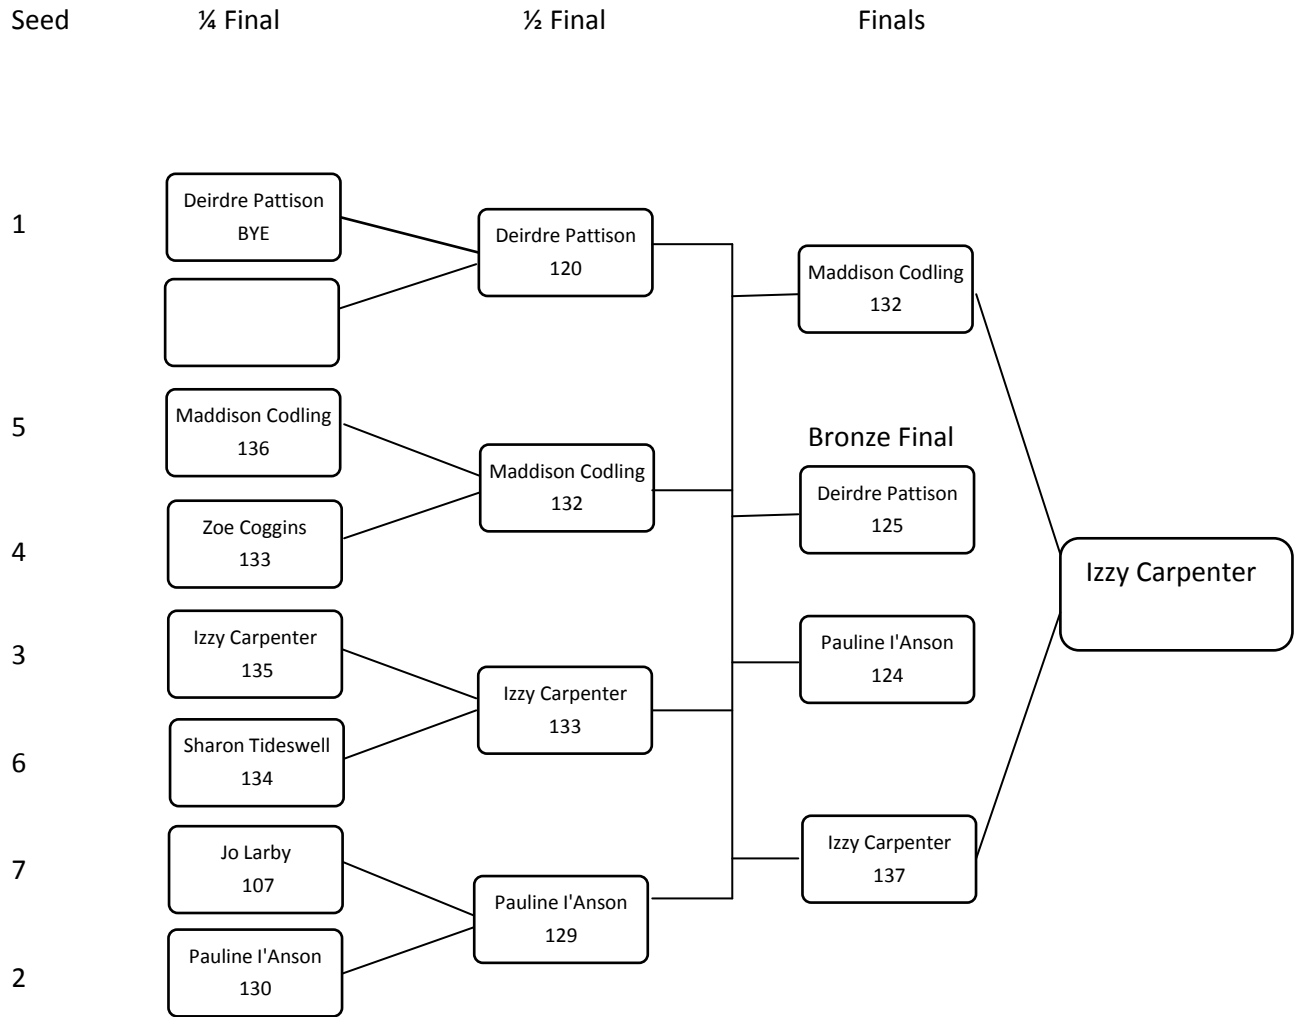 Seed ¼ Final ½ Final Finals
1
Deirdre Pattison
BYE
Deirdre Pattison
120
Maddison Codling
132
5
Maddison Codling
136
Maddison Codling
132
Bronze Final
Deirdre Pattison
125
4
Zoe Coggins
133
Izzy Carpenter
3
Izzy Carpenter
135
Izzy Carpenter
133
Pauline I'Anson
124
6
Sharon Tideswell
134
7
Jo Larby
107
Pauline I'Anson
129
Izzy Carpenter
137
2
Pauline I'Anson
130